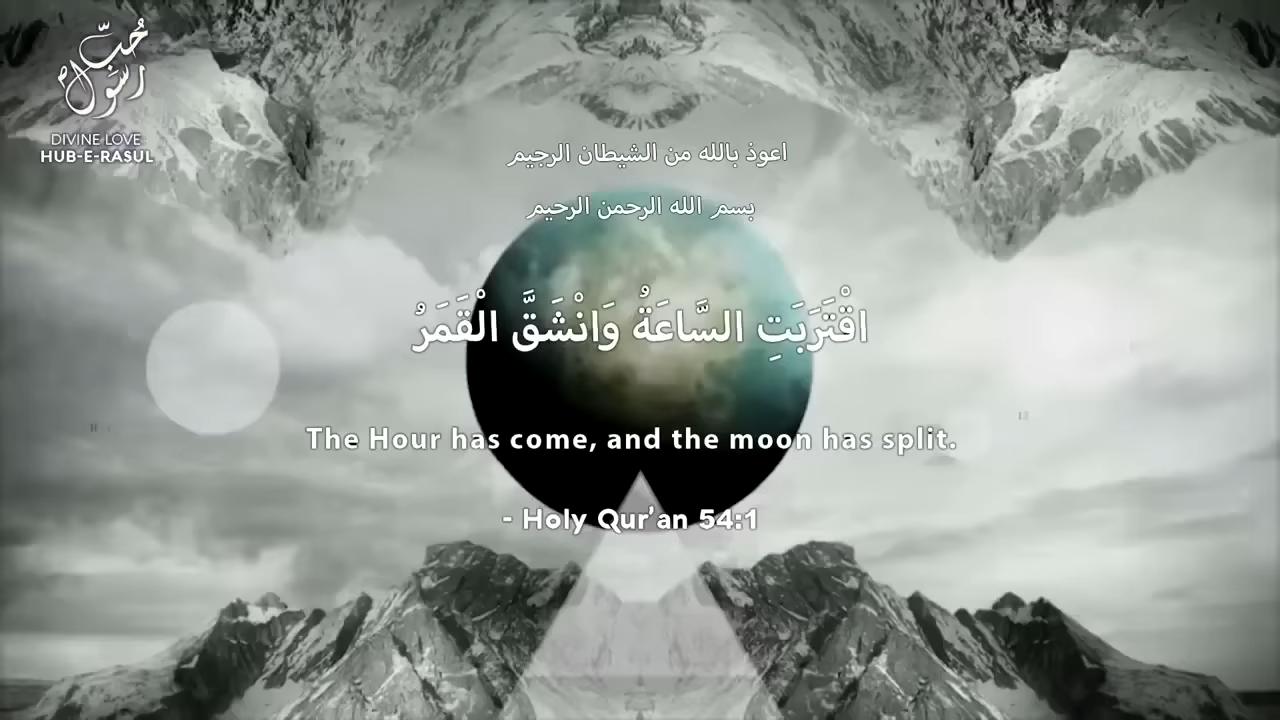 حُبّ
رَسُول
DIVINE LOVE
HUB-E-RASUL
اعوذ بالله من الشيطان الرجيم
بسم الله الرحمن الرحيم
اقْتَرَبَتِ السَّاعَةُ وَانْشَقَّ الْقَمَرُ
The Hour has come, and the moon has split.
- Holy Qur'an 54:1